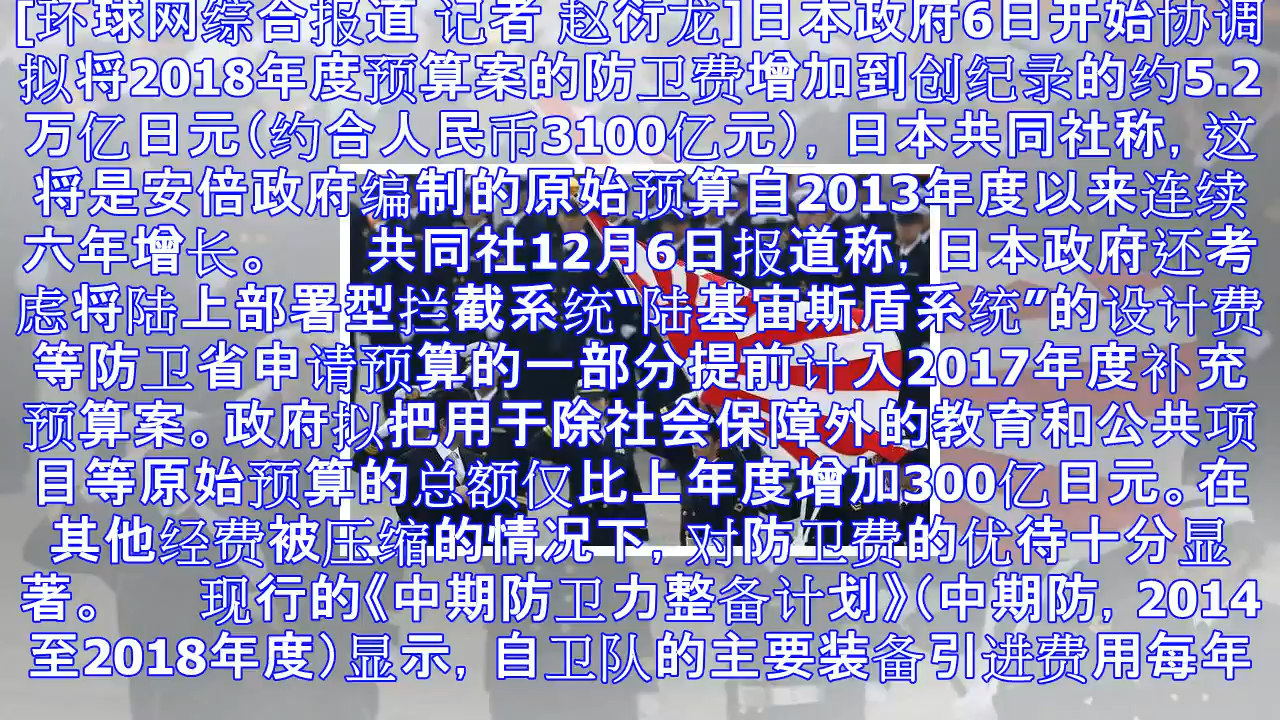 [环球网综合报道 记者 赵衍龙]日本政府6日开始协调
拟将2018年度预算案的防卫费增加到创纪录的约5.2
万亿日元(约合人民币3100亿元), 日本共同社称, 这
将是安倍政府编制的原始预算自2013年度以来连续
六年增长。 共同社12月6日报道称, 日本政府还考
虑将陆上部署型拦截系统“陆基宙斯盾系统”的设计费
等防卫省申请预算的一部分提前计入2017年度补充
预算案。政府拟把用于除社会保障外的教育和公共项
目等原始预算的总额仅比上年度增加300亿日元。在
其他经费被压缩的情况下, 对防卫费的优待十分显
著。 现行的《中期防卫力整备计划》(中期防, 2014
至2018年度)显示, 自卫队的主要装备引进费用每年